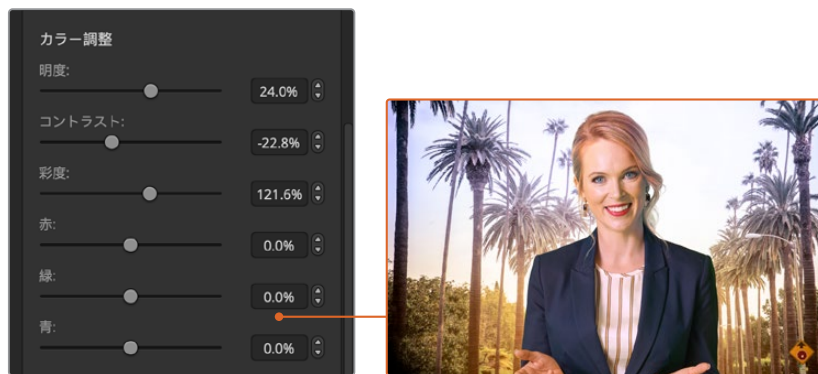 カラー調整
明度:
24.0%
コントラスト:
-22.8%
彩度:
121.6%
赤:
0.0%
緑:
0.0%
青:
0.0%